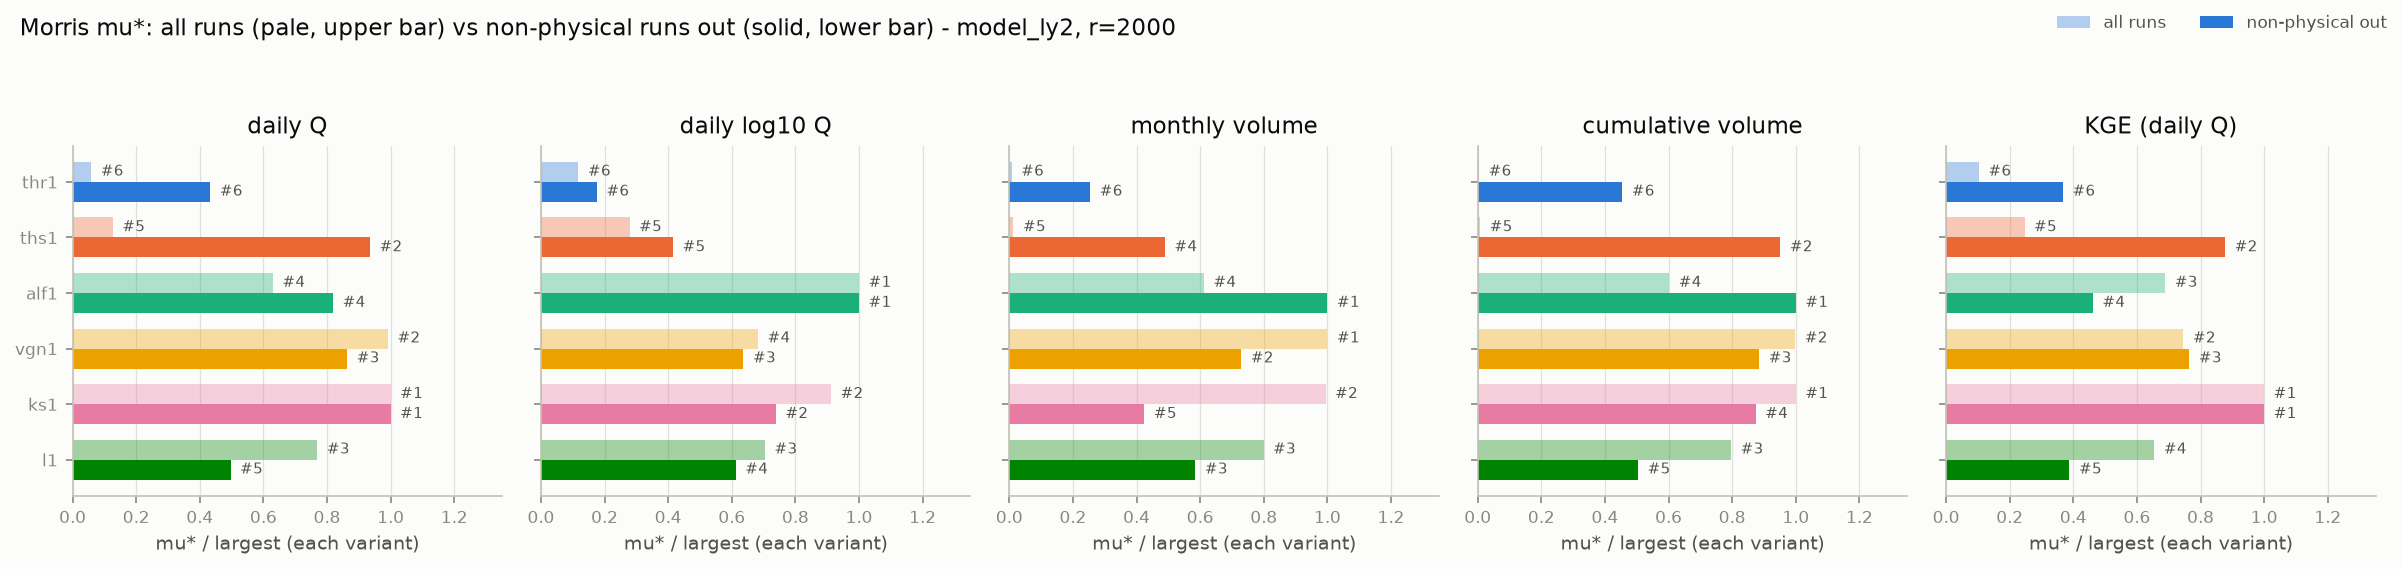 Morris mu*: all runs (pale, upper bar) vs non-physical runs out (solid, lower bar) - model_ly2, r=2000
all runs
non-physical out
daily Q
daily log10 Q
monthly volume
cumulative volume
KGE (daily Q)
thr1
ths1
alf1
vgn1
ks1
l1
#6
#6
#5
#2
#4
#4
#2
#3
#1
#1
#3
#5
0.0 0.2 0.4 0.6 0.8 1.0 1.2
mu* / largest (each variant)
#6
#6
#5
#5
#1
#1
#4
#3
#2
#2
#3
#4
0.0 0.2 0.4 0.6 0.8 1.0 1.2
mu* / largest (each variant)
#6
#6
#5
#4
#4
#1
#1
#2
#2
#5
#3
#3
0.0 0.2 0.4 0.6 0.8 1.0 1.2
mu* / largest (each variant)
#6
#6
#5
#2
#4
#1
#2
#3
#1
#4
#3
#5
0.0 0.2 0.4 0.6 0.8 1.0 1.2
mu* / largest (each variant)
#6
#6
#5
#2
#3
#4
#2
#3
#1
#1
#4
#5
0.0 0.2 0.4 0.6 0.8 1.0 1.2
mu* / largest (each variant)